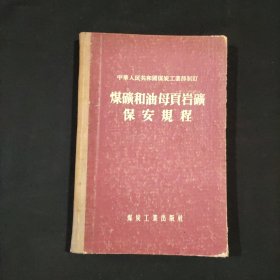 中華人民共和國煤炭工業部制訂
煤礦和油母頁岩礦
保安規程
煤炭工業出版社